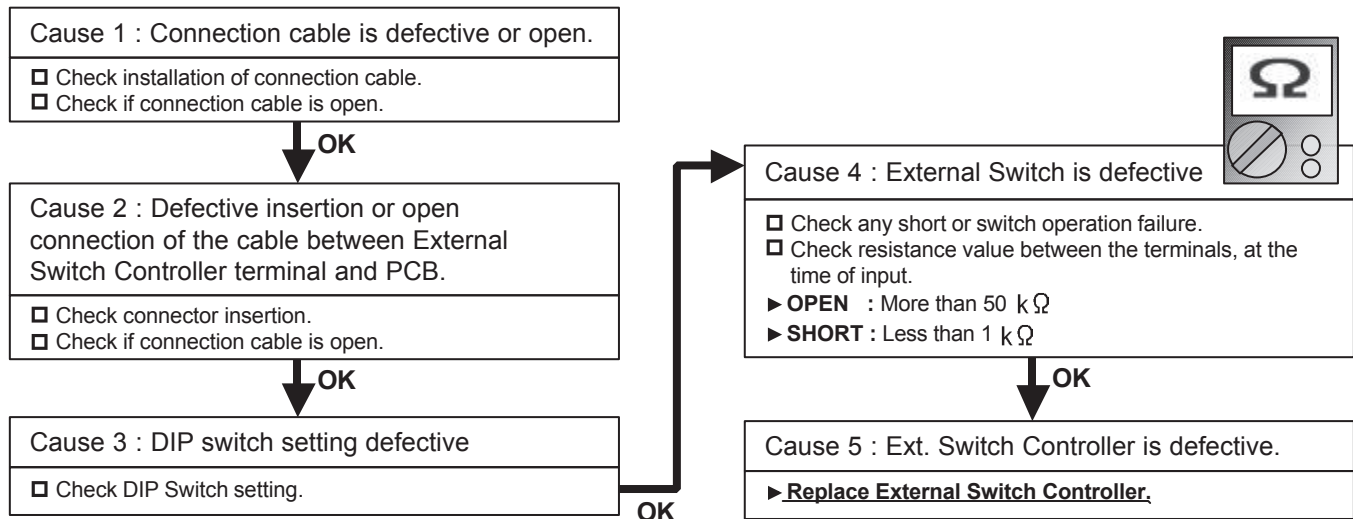 Cause 1 : Connection cable is defective or open.
☐ Check installation of connection cable.
☐ Check if connection cable is open.
OK
Cause 2 : Defective insertion or open
connection of the cable between External
Switch Controller terminal and PCB.
☐ Check connector insertion.
☐ Check if connection cable is open.
OK
Cause 3 : DIP switch setting defective
☐ Check DIP Switch setting.
OK
Ω
Cause 4 : External Switch is defective
☐ Check any short or switch operation failure.
☐ Check resistance value between the terminals, at the
time of input.
► OPEN : More than 50 kΩ
► SHORT : Less than 1 kΩ
OK
Cause 5 : Ext. Switch Controller is defective.
► Replace External Switch Controller.